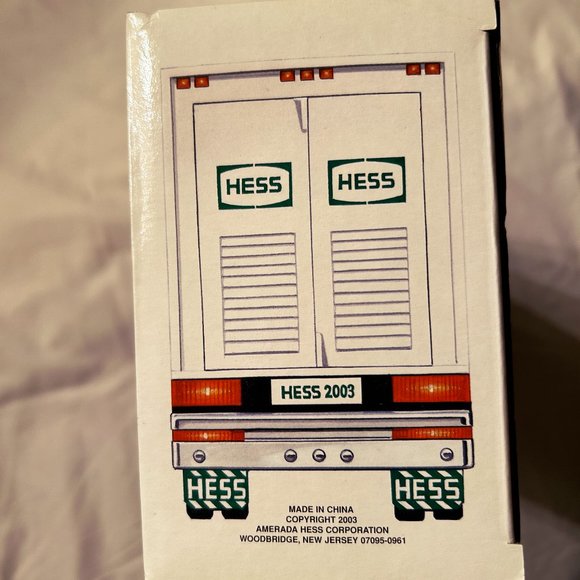 HESS HESS
HESS 2003
HESS HESS
MADE IN CHINA
COPYRIGHT 2003
AMERADA HESS CORPORATION
WOODBRIDGE, NEW JERSEY 07095-0961